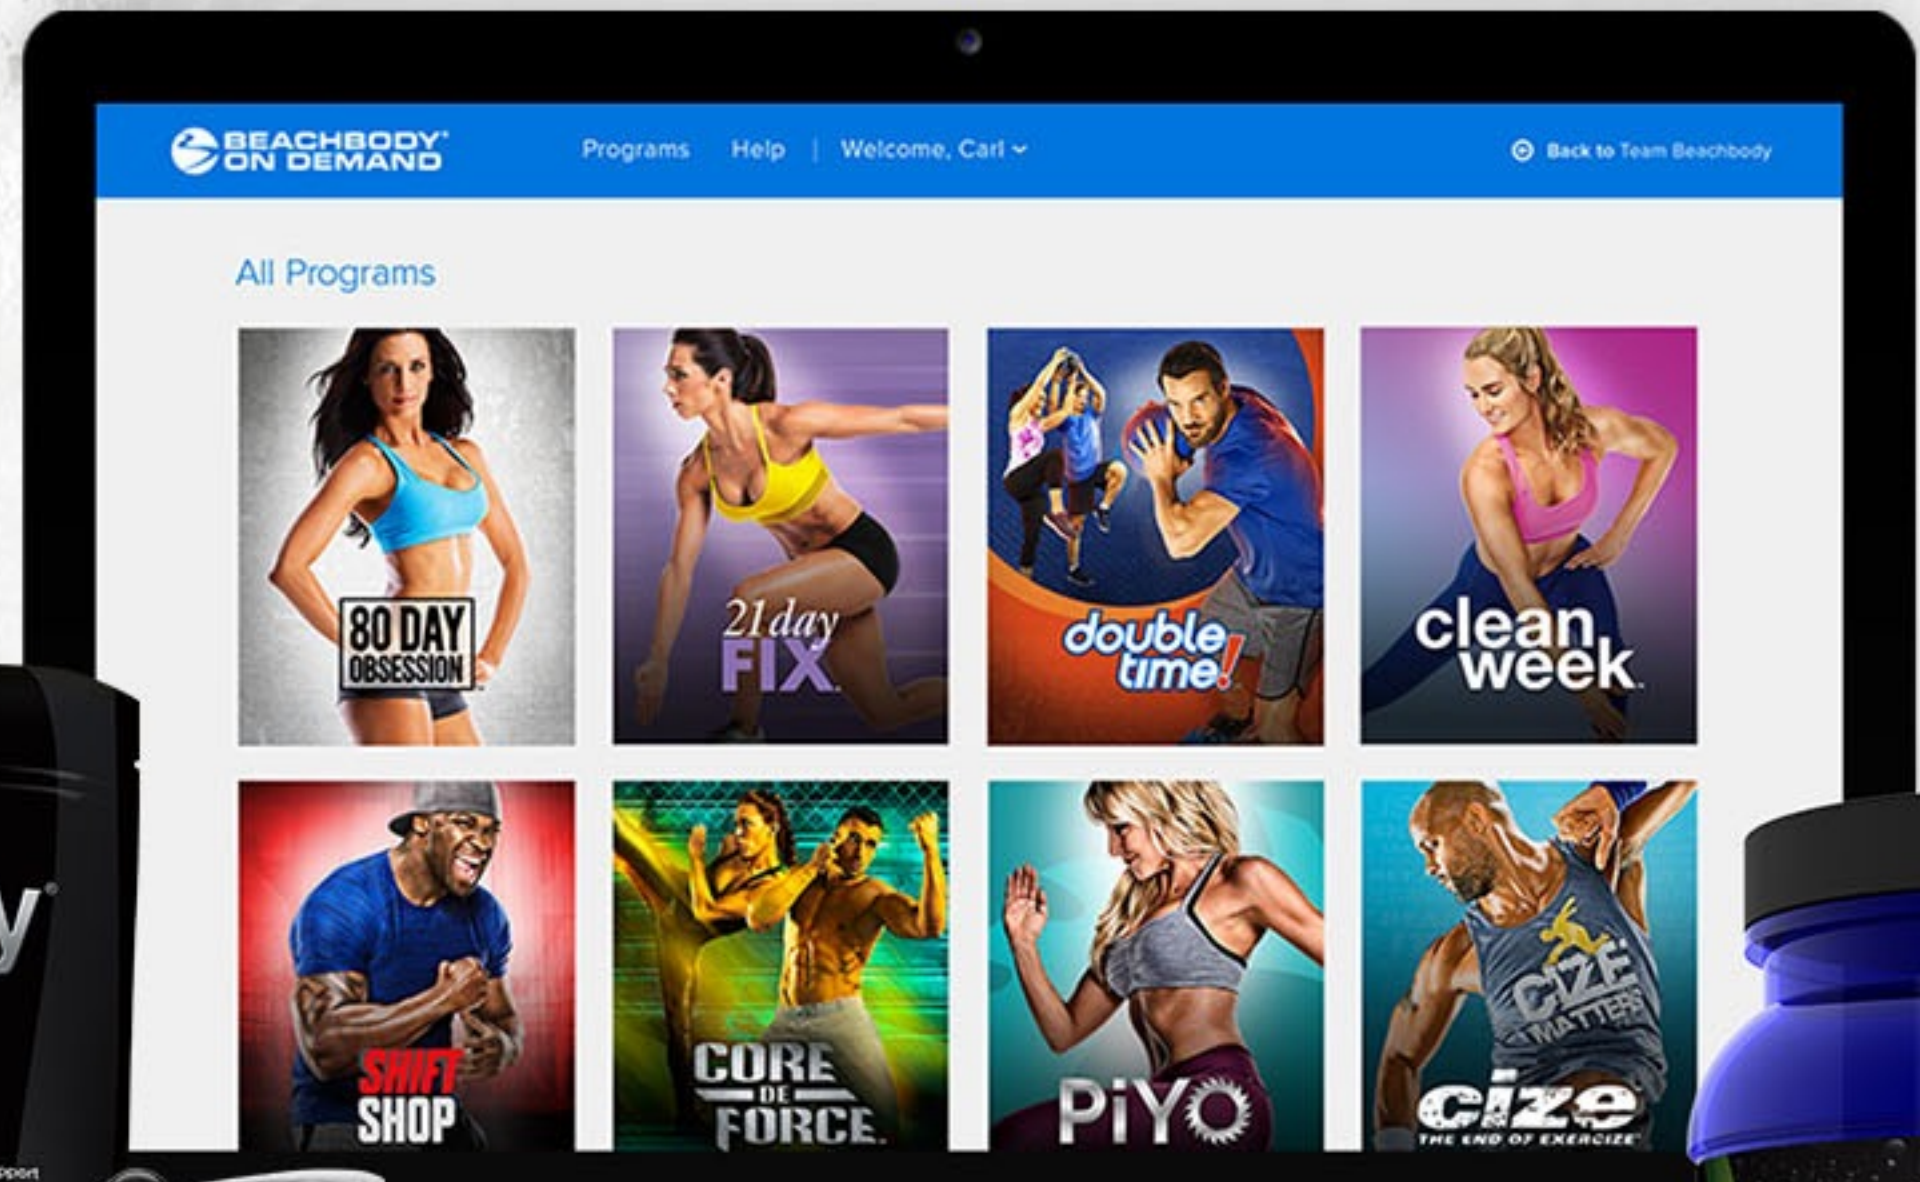 BEACHBODY®
ON DEMAND
Programs
Help
Welcome, Carl
Back to Team Beachbody
All Programs
80 DAY
OBSESSION
21 day
FIX
double
time!
clean
week
SHIFT
SHOP
CORE
DE
FORCE
PiYO
CIZE
MATTERS
cize
THE END OF EXERCIZE
y®